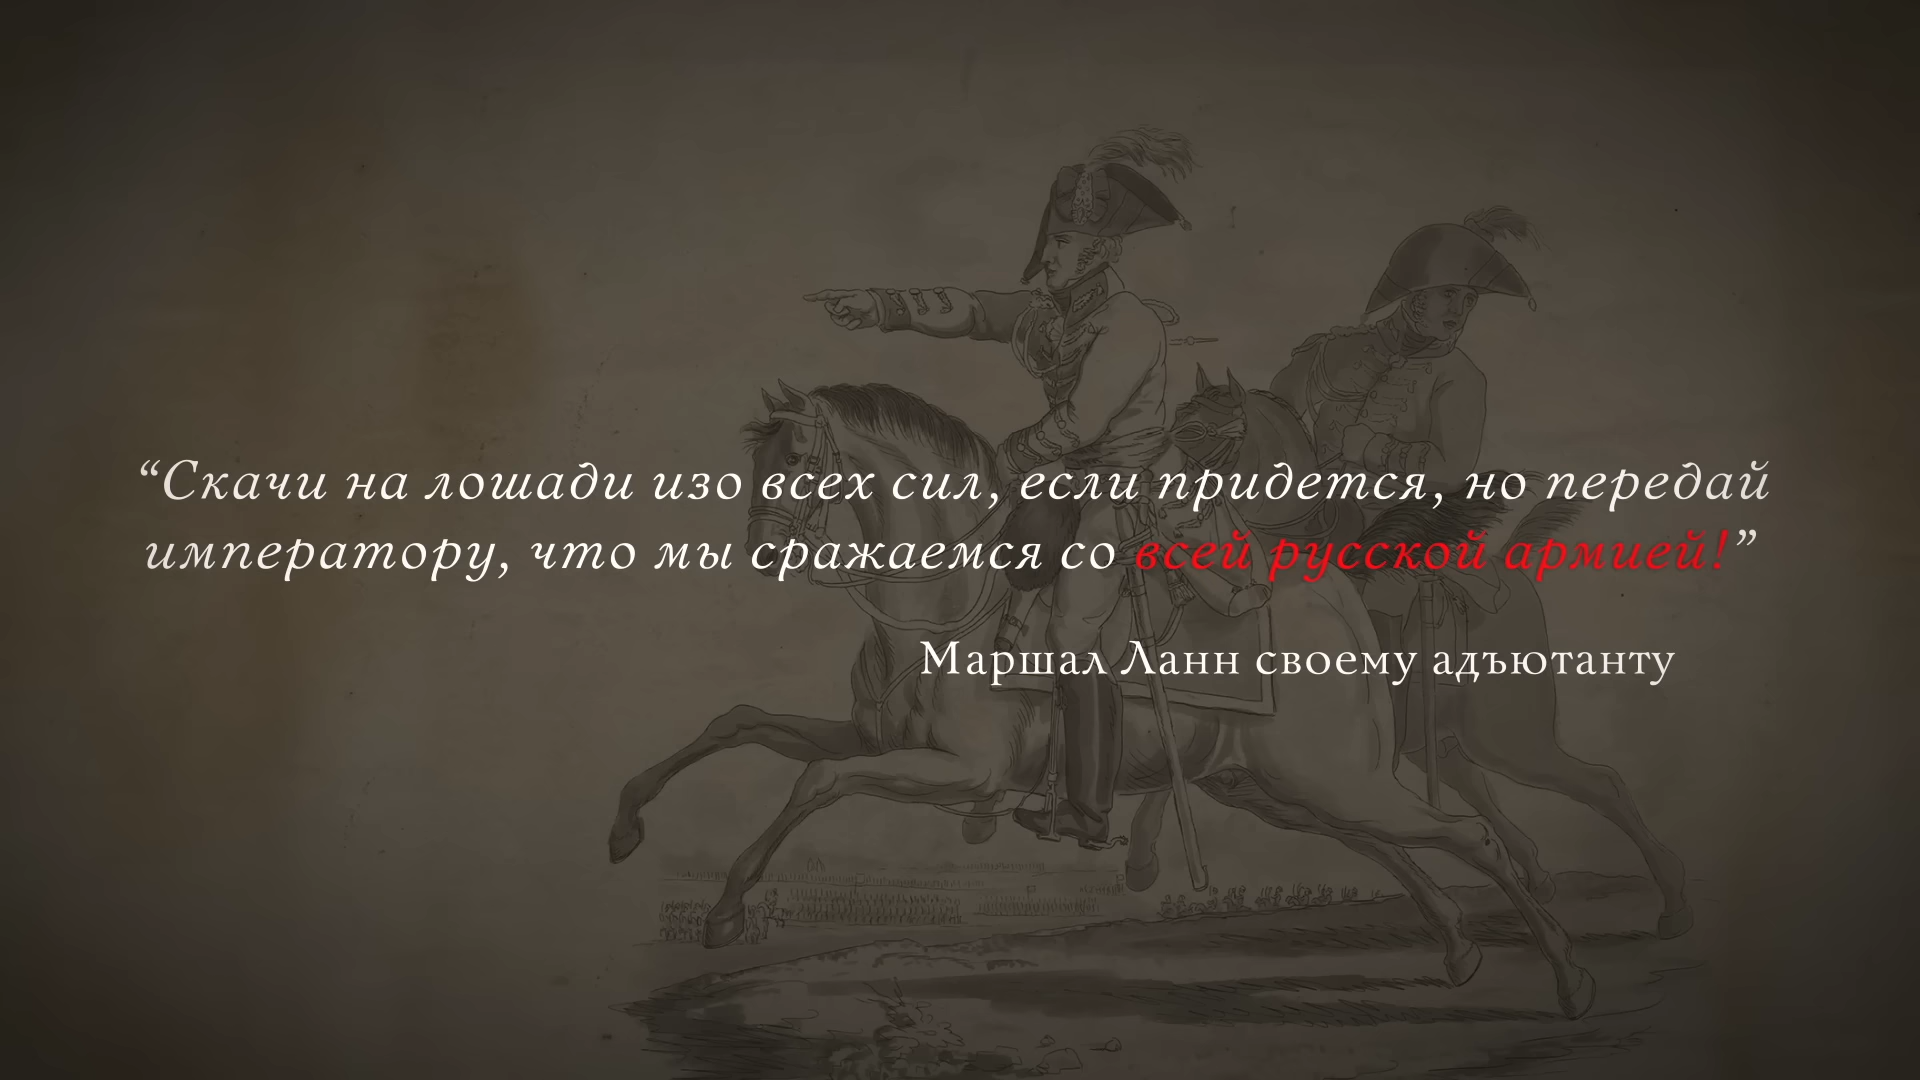 “Скачи на лошади изо всех сил, если придется, но передай
императору, что мы сражаемся со всей русской армией!”
Маршал Ланн своему адъютанту